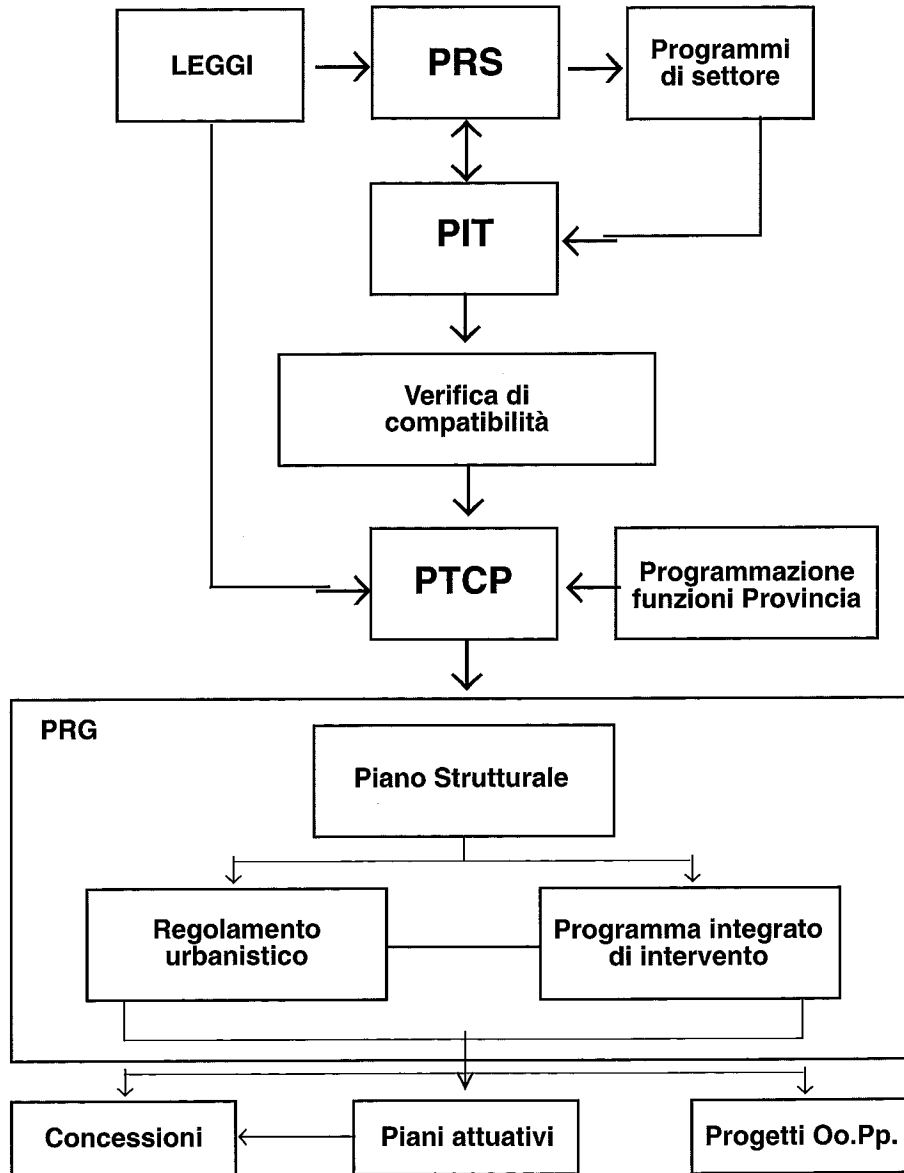 LEGGI
PRS
Programmi
di settore
PIT
Verifica di
compatibilità
PTCP
Programmazione
funzioni Provincia
PRG
Piano Strutturale
Regolamento
urbanistico
Programma integrato
di intervento
Concessioni
Piani attuativi
Progetti Oo.Pp.